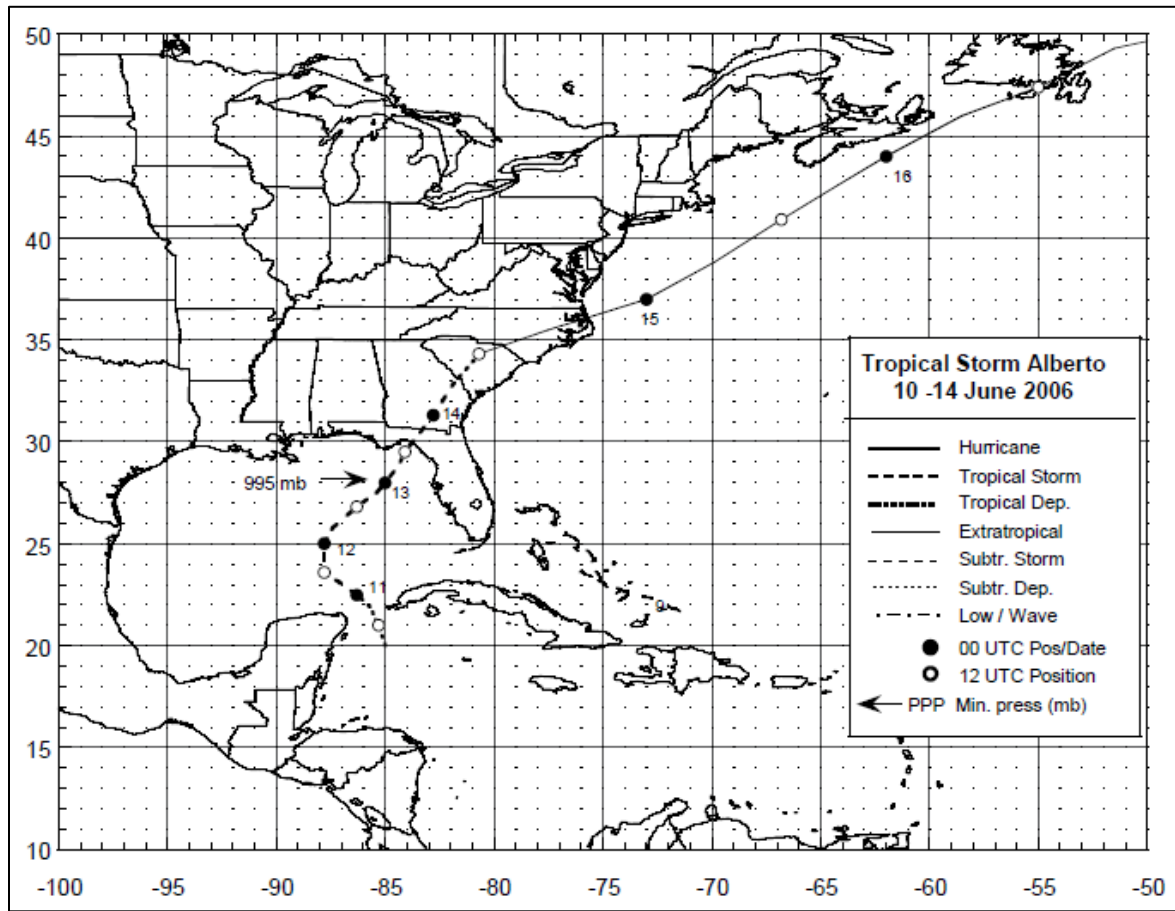 50
45
40
35
30
25
20
15
10
-100
-95
-90
-85
-80
-75
-70
-65
-60
-55
-50
16
15
14
995 mb
13
12
11
Tropical Storm Alberto
10 -14 June 2006
Hurricane
Tropical Storm
Tropical Dep.
Extratropical
Subtr. Storm
Subtr. Dep.
Low / Wave
00 UTC Pos/Date
12 UTC Position
PPP Min. press (mb)